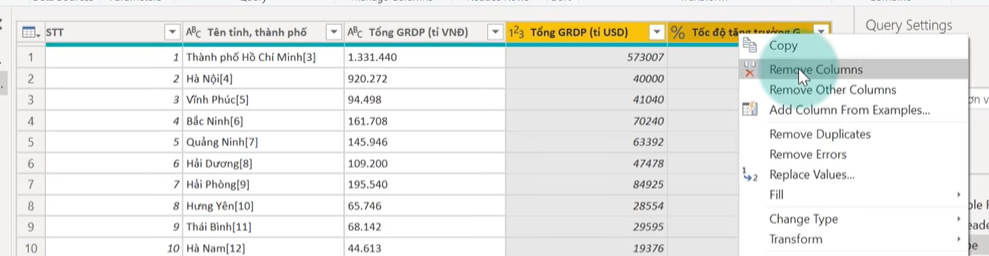 Query
Query Settings
STT
ABC Tên tỉnh, thành phố
ABC Tổng GRDP (tỉ VNĐ)
123 Tổng GRDP (tỉ USD)
% Tốc độ tăng trưởng G
1 Thành phố Hồ Chí Minh[3] 1.331.440 573007
2 Hà Nội[4] 920.272 40000
3 Vĩnh Phúc[5] 94.498 41040
4 Bắc Ninh[6] 161.708 70240
5 Quảng Ninh[7] 145.946 63392
6 Hải Dương[8] 109.200 47478
7 Hải Phòng[9] 195.540 84925
8 Hưng Yên[10] 65.746 28554
9 Thái Bình[11] 68.142 29595
10 Hà Nam[12] 44.613 19376
1
2
3
4
5
6
7
8
9
10
Copy
Remove Columns
Remove Other Columns
Add Column From Examples...
Remove Duplicates
Remove Errors
Replace Values...
Fill
Change Type
Transform